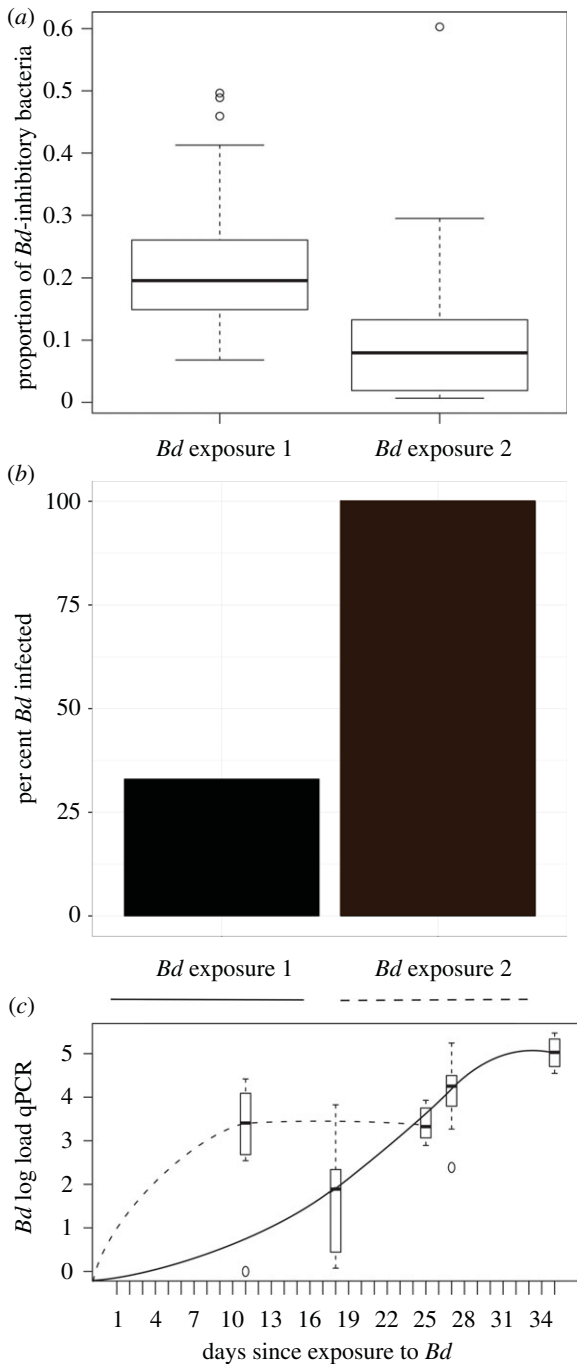 (a)
0.6
0.5
0.4
0.3
0.2
0.1
0
proportion of Bd-inhibitory bacteria
Bd exposure 1 Bd exposure 2
(b)
100
75
50
25
0
per cent Bd infected
Bd exposure 1 Bd exposure 2
(c)
5
4
3
2
1
0
Bd log load qPCR
1 4 7 10 13 16 19 22 25 28 31 34
days since exposure to Bd